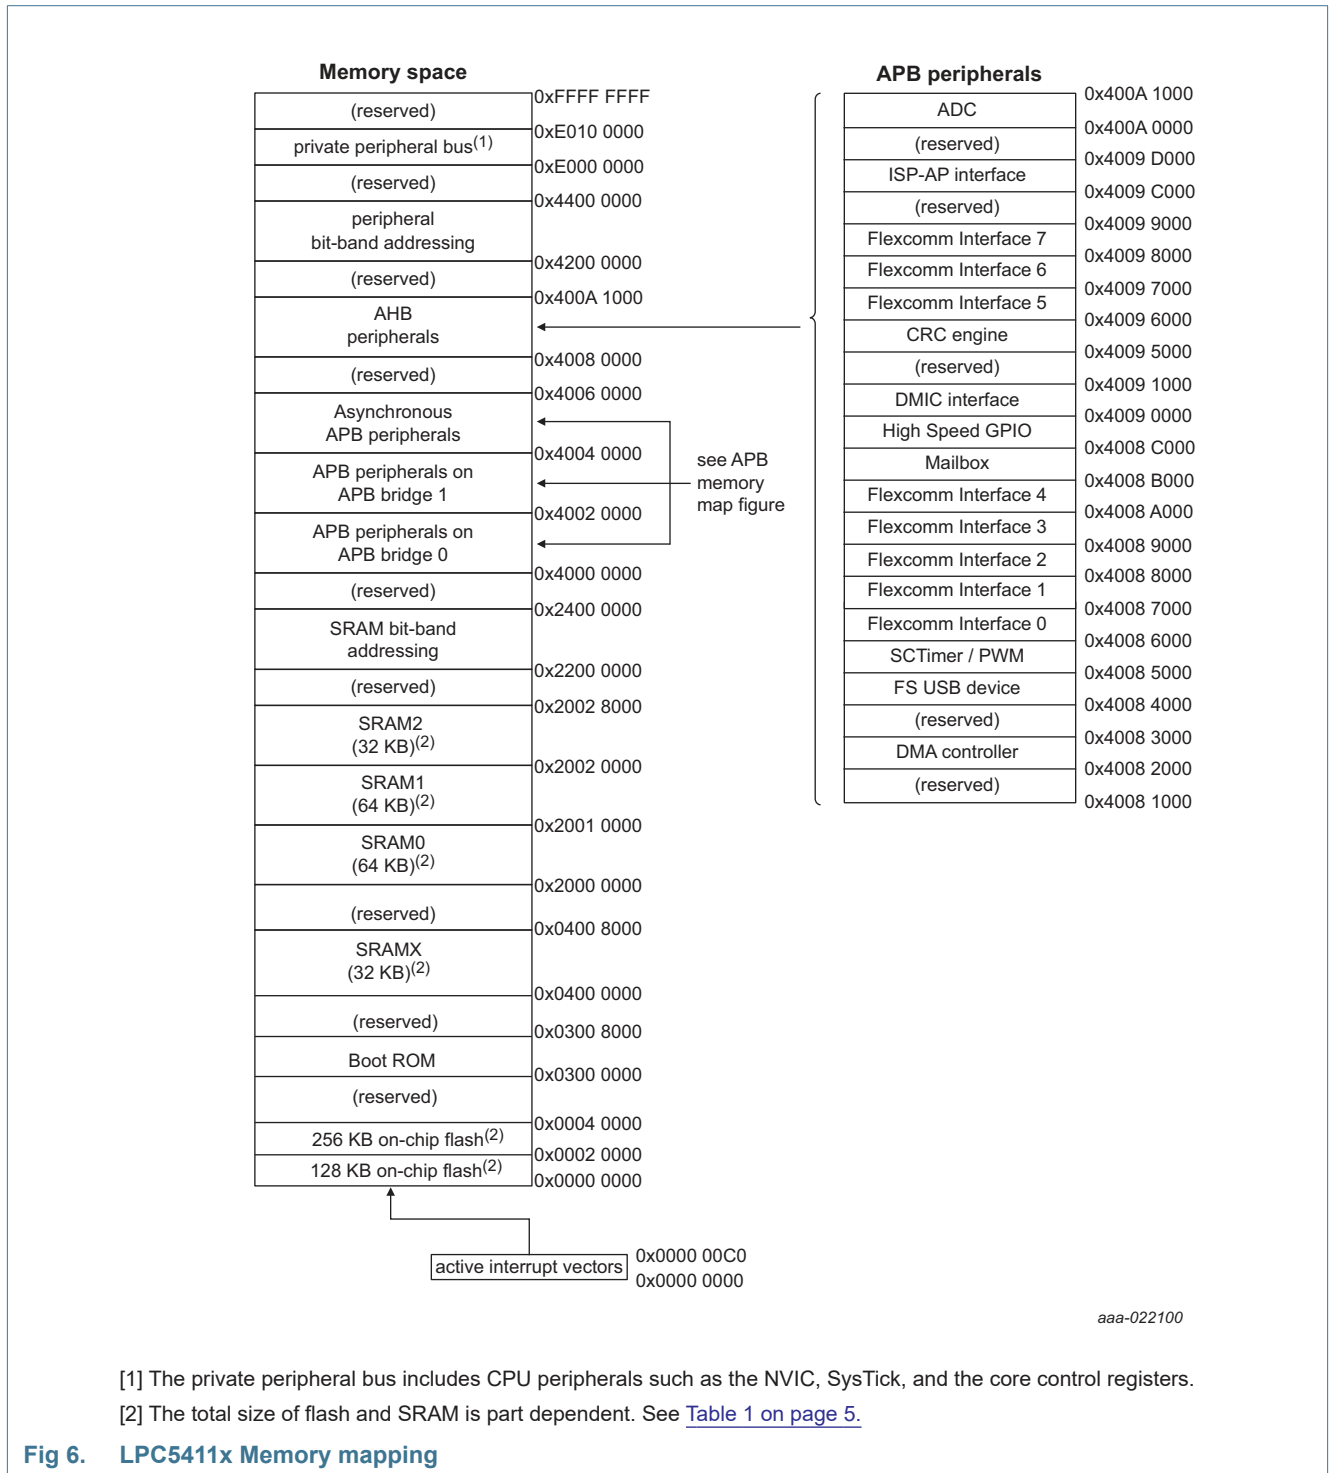 Memory space
0xFFFF FFFF
(reserved)
0xE010 0000
private peripheral bus(1)
0xE000 0000
(reserved)
0x4400 0000
peripheral
bit-band addressing
0x4200 0000
(reserved)
0x400A 1000
AHB
peripherals
0x4008 0000
(reserved)
0x4006 0000
Asynchronous
APB peripherals
0x4004 0000
APB peripherals on
APB bridge 1
0x4002 0000
APB peripherals on
APB bridge 0
0x4000 0000
(reserved)
0x2400 0000
SRAM bit-band
addressing
0x2200 0000
(reserved)
0x2002 8000
SRAM2
(32 KB)(2)
0x2002 0000
SRAM1
(64 KB)(2)
0x2001 0000
SRAM0
(64 KB)(2)
0x2000 0000
(reserved)
0x0400 8000
SRAMX
(32 KB)(2)
0x0400 0000
(reserved)
0x0300 8000
Boot ROM
0x0300 0000
(reserved)
0x0004 0000
256 KB on-chip flash(2)
0x0002 0000
128 KB on-chip flash(2)
0x0000 0000
see APB
memory
map figure
active interrupt vectors
0x0000 00C0
0x0000 0000
APB peripherals
0x400A 1000
ADC
0x400A 0000
(reserved)
0x4009 D000
ISP-AP interface
0x4009 C000
(reserved)
0x4009 9000
Flexcomm Interface 7
0x4009 8000
Flexcomm Interface 6
0x4009 7000
Flexcomm Interface 5
0x4009 6000
CRC engine
0x4009 5000
(reserved)
0x4009 1000
DMIC interface
0x4009 0000
High Speed GPIO
0x4008 C000
Mailbox
0x4008 B000
Flexcomm Interface 4
0x4008 A000
Flexcomm Interface 3
0x4008 9000
Flexcomm Interface 2
0x4008 8000
Flexcomm Interface 1
0x4008 7000
Flexcomm Interface 0
0x4008 6000
SCTimer / PWM
0x4008 5000
FS USB device
0x4008 4000
(reserved)
0x4008 3000
DMA controller
0x4008 2000
(reserved)
0x4008 1000
aaa-022100
[1] The private peripheral bus includes CPU peripherals such as the NVIC, SysTick, and the core control registers.
[2] The total size of flash and SRAM is part dependent. See Table 1 on page 5.
Fig 6. LPC5411x Memory mapping